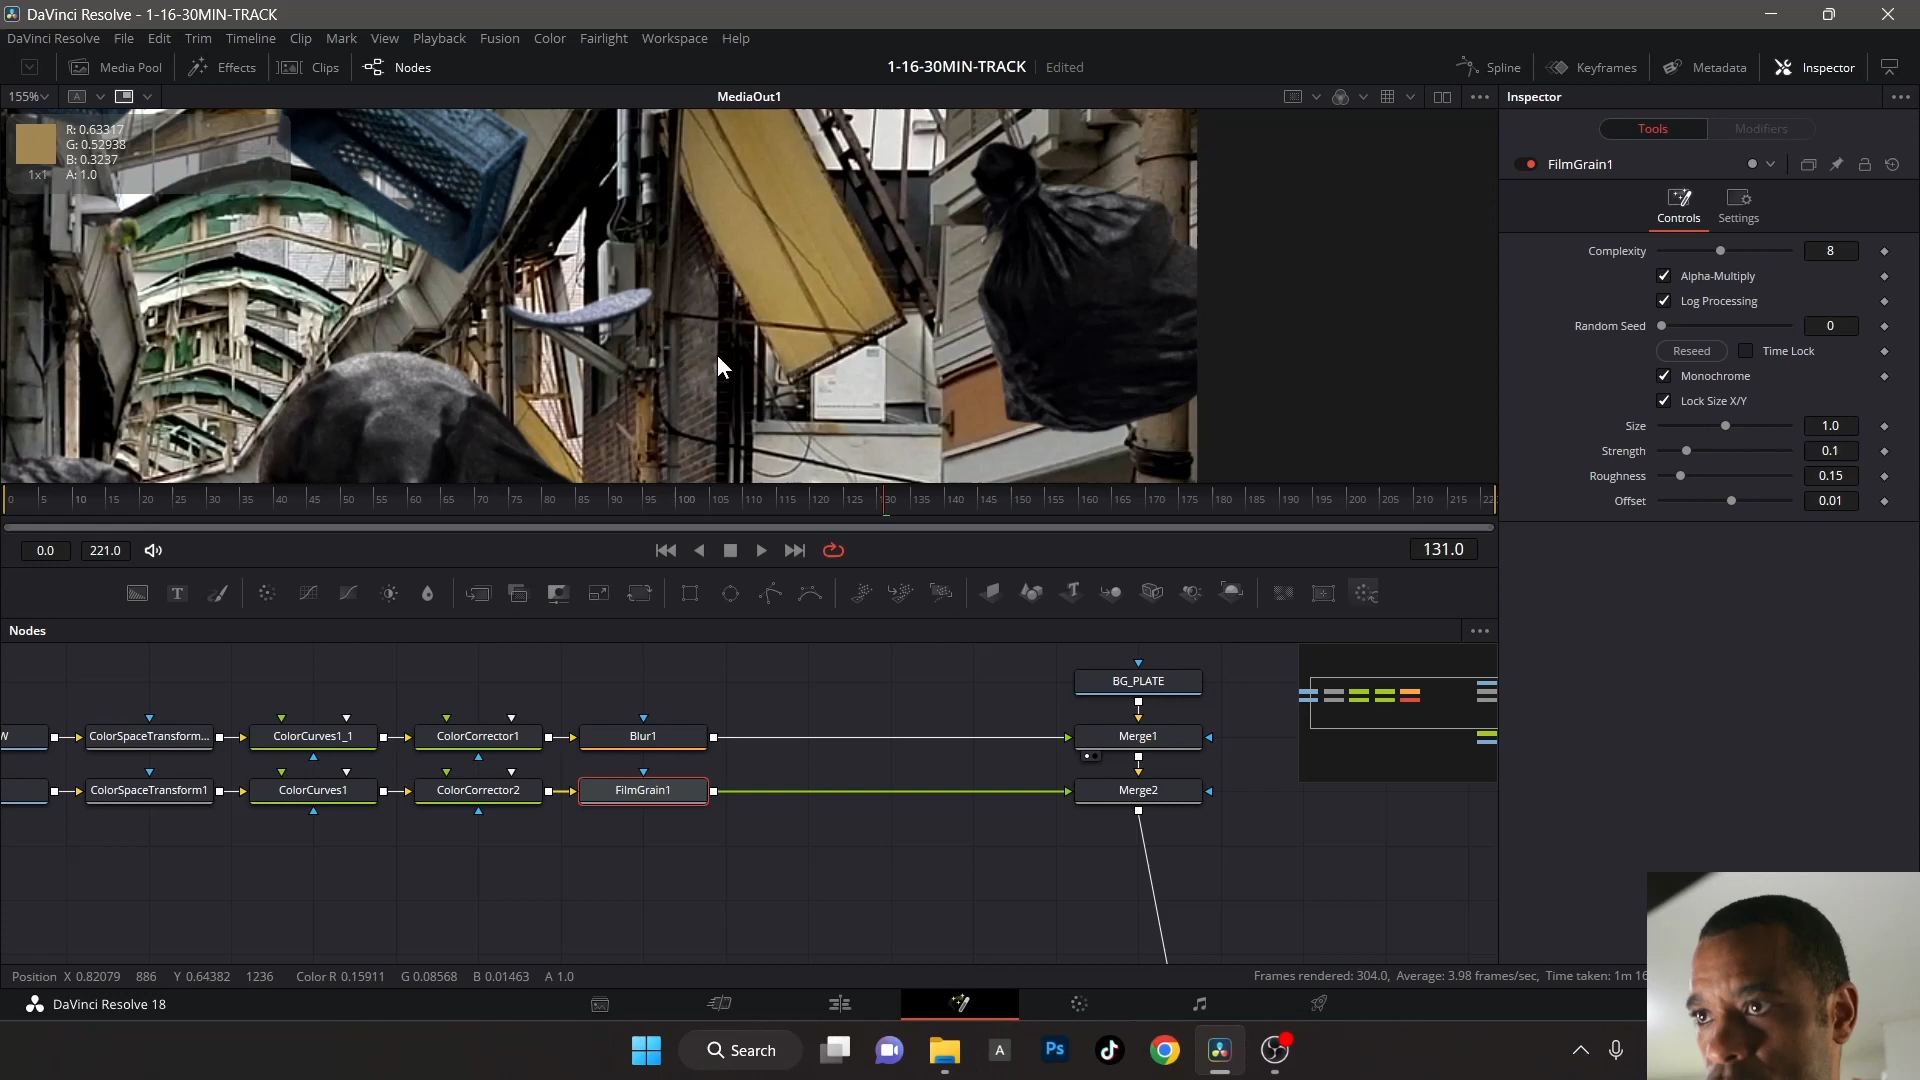 DaVinci Resolve - 1-16-30MIN-TRACK
DaVinci Resolve File Edit Trim Timeline Clip Mark View Playback Fusion Color Fairlight Workspace Help
Media Pool Effects Clips Nodes 1-16-30MIN-TRACK Edited Spline Keyframes Metadata Inspector
155% A MediaOut1 Inspector
R: 0.63317
G: 0.52938
B: 0.3237
1x1 A: 1.0
Tools Modifiers
FilmGrain1
Controls Settings
Complexity 8
Alpha-Multiply
Log Processing
Random Seed 0
Reseed Time Lock
Monochrome
Lock Size X/Y
Size 1.0
Strength 0.1
Roughness 0.15
Offset 0.01
0 5 10 15 20 25 30 35 40 45 50 55 60 65 70 75 80 85 90 95 100 105 110 115 120 125 130 135 140 145 150 155 160 165 170 175 180 185 190 195 200 205 210 215
0.0 221.0 131.0
Nodes
BG_PLATE
ColorSpaceTransform... ColorCurves1_1 ColorCorrector1 Blur1 Merge1
ColorSpaceTransform1 ColorCurves1 ColorCorrector2 FilmGrain1 Merge2
Position X 0.82079 886 Y 0.64382 1236 Color R 0.15911 G 0.08568 B 0.01463 A 1.0
Frames rendered: 304.0, Average: 3.98 frames/sec, Time taken: 1m 16
DaVinci Resolve 18
Search A Ps